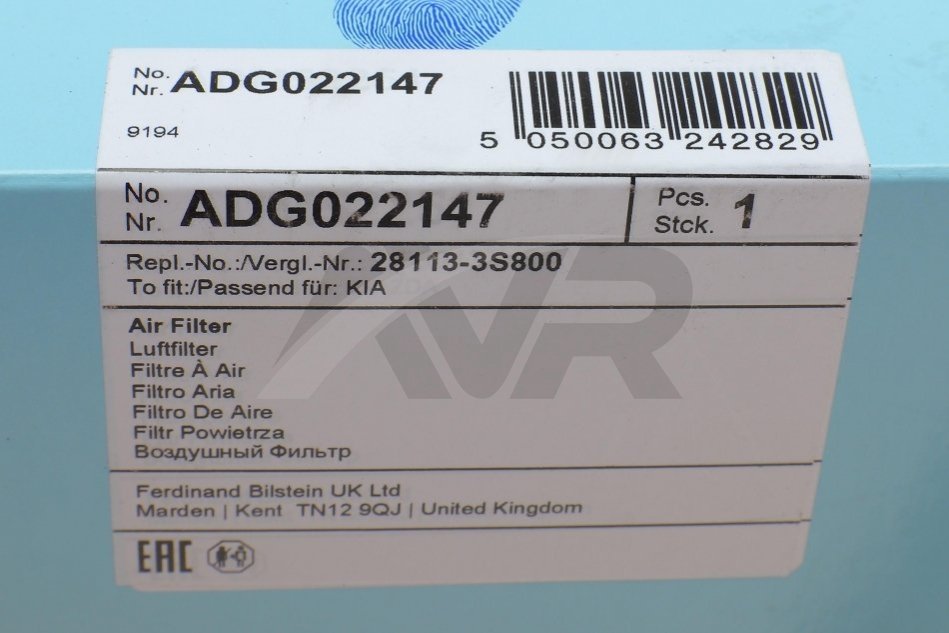 No.
Nr. ADG022147
9194
5 050063 242829
No.
Nr. ADG022147
Pcs.
Stck. 1
Repl.-No.:/Vergl.-Nr.: 28113-3S800
To fit:/Passend für: KIA
Air Filter
Luftfilter
Filtre À Air
Filtro Aria
Filtro De Aire
Filtr Powietrza
Воздушный Фильтр
Ferdinand Bilstein UK Ltd
Marden | Kent TN12 9QJ | United Kingdom
EAC
AVR